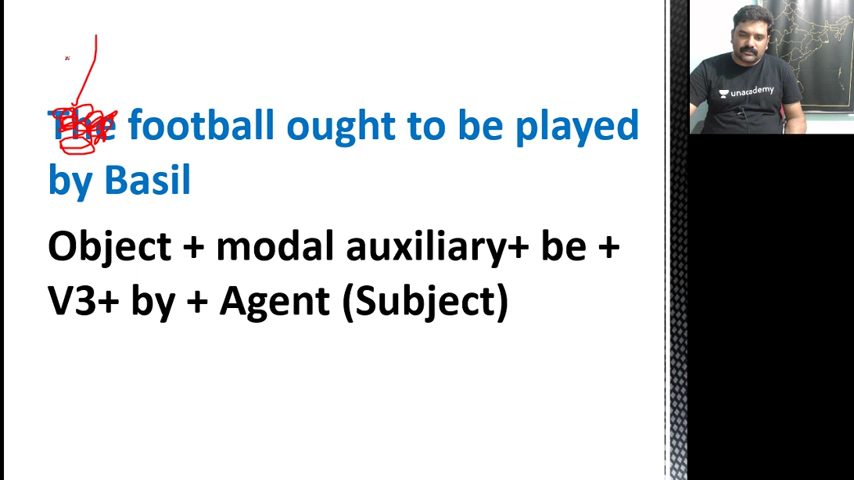 The football ought to be played
by Basil
Object + modal auxiliary+ be +
V3+ by + Agent (Subject)
unacademy